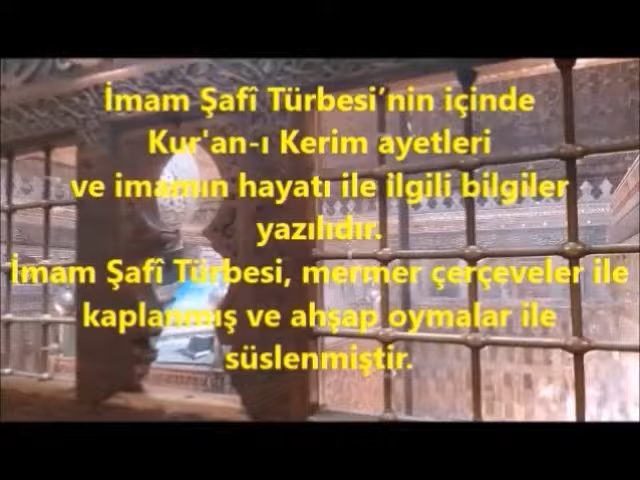 İmam Şafî Türbesi’nin içinde
Kur'an-ı Kerim ayetleri
ve imamın hayatı ile ilgili bilgiler
yazılıdır.
İmam Şafî Türbesi, mermer çerçeveler ile
kaplanmış ve ahşap oymalar ile
süslenmiştir.